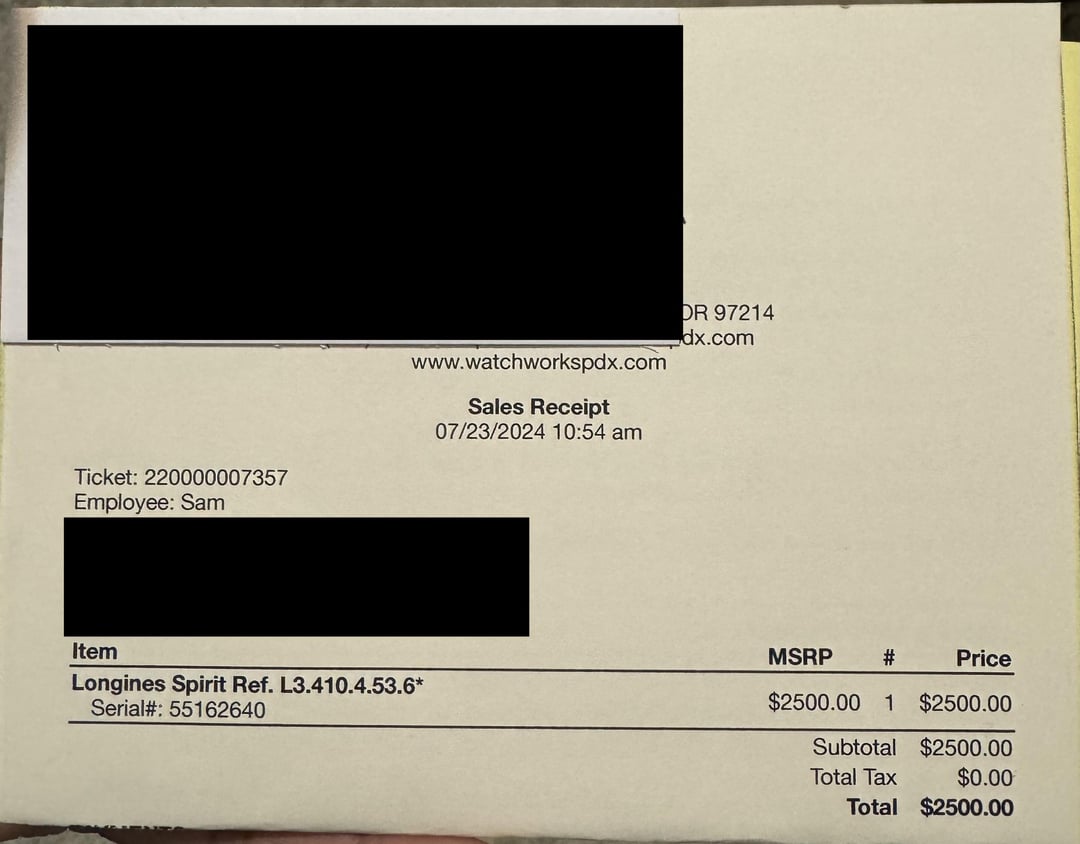 OR 97214
dx.com
www.watchworkspdx.com
Sales Receipt
07/23/2024 10:54 am
Ticket: 220000007357
Employee: Sam
Item MSRP # Price
Longines Spirit Ref. L3.410.4.53.6*
Serial#: 55162640 $2500.00 1 $2500.00
Subtotal $2500.00
Total Tax $0.00
Total $2500.00